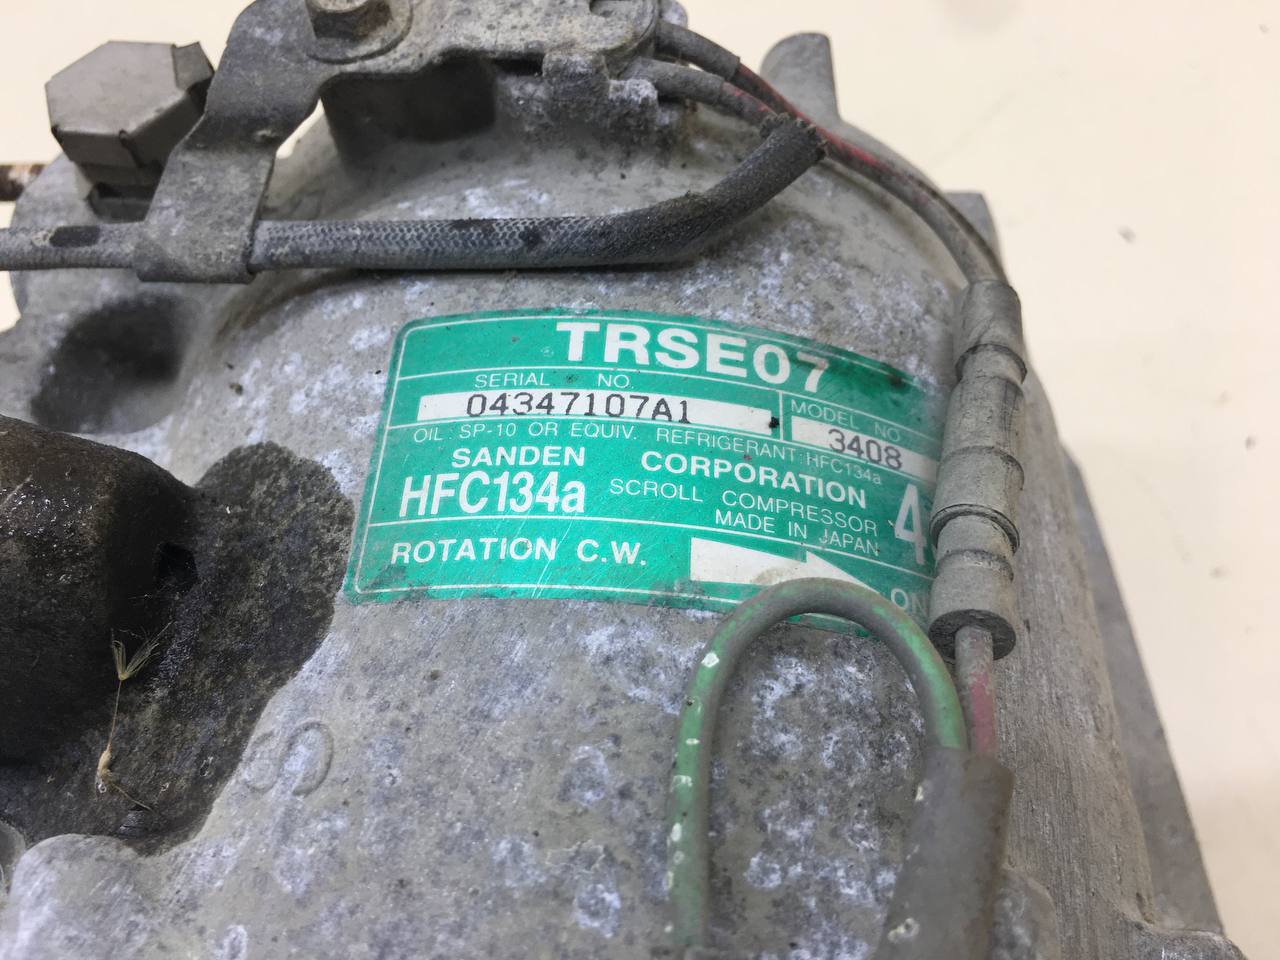 TRSE07
SERIAL NO.
04347107A1
MODEL NO
3408
OIL : SP-10 OR EQUIV. REFRIGERANT : HFC134a
SANDEN CORPORATION
HFC134a
SCROLL COMPRESSOR
MADE IN JAPAN
4
ROTATION C.W.